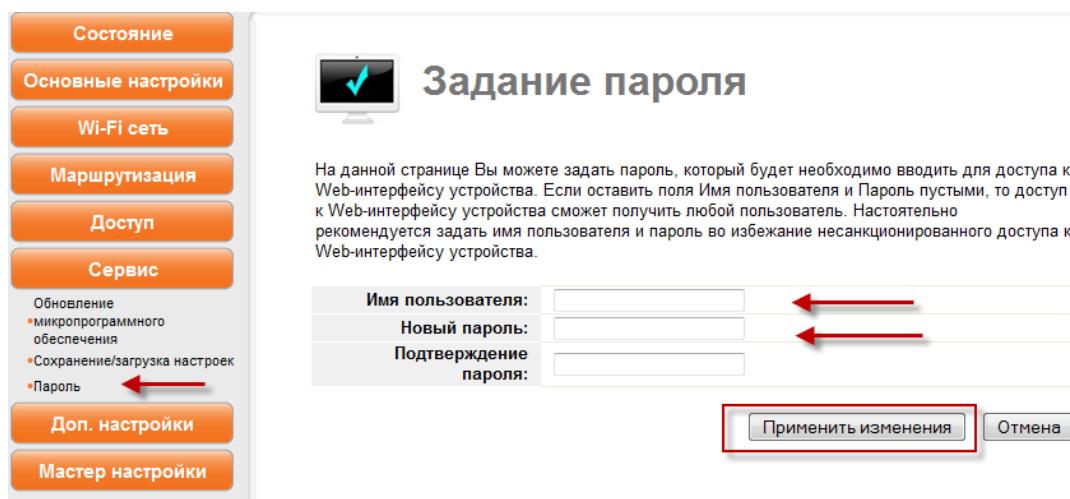 Состояние
Основные настройки
Wi-Fi сеть
Маршрутизация
Доступ
Сервис
Обновление
микропрограммного
обеспечения
Сохранение/загрузка настроек
Пароль
Доп. настройки
Мастер настройки
Задание пароля
На данной странице Вы можете задать пароль, который будет необходимо вводить для доступа к
Web-интерфейсу устройства. Если оставить поля Имя пользователя и Пароль пустыми, то доступ
к Web-интерфейсу устройства сможет получить любой пользователь. Настоятельно
рекомендуется задать имя пользователя и пароль во избежание несанкционированного доступа к
Web-интерфейсу устройства.
Имя пользователя:
Новый пароль:
Подтверждение
пароля:
Применить изменения
Отмена